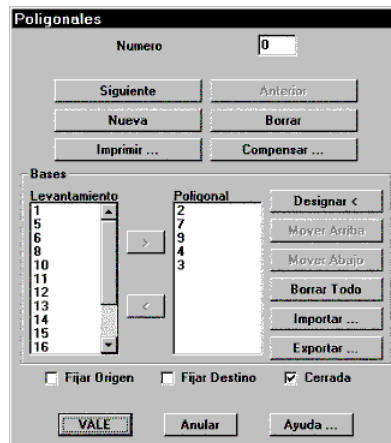 Poligonales
Numero 0
Siguiente Anterior
Nueva Borrar
Imprimir ... Compensar ...
Bases
Levantamiento Poligonal
1 2 Designar <
5 7
6 9 Mover Arriba
8 4
10 3 Mover Abajo
11
12 Borrar Todo
13
14 Importar ...
15
16 Exportar ...
>
<
Fijar Origen Fijar Destino Cerrada
VALE Anular Ayuda ...